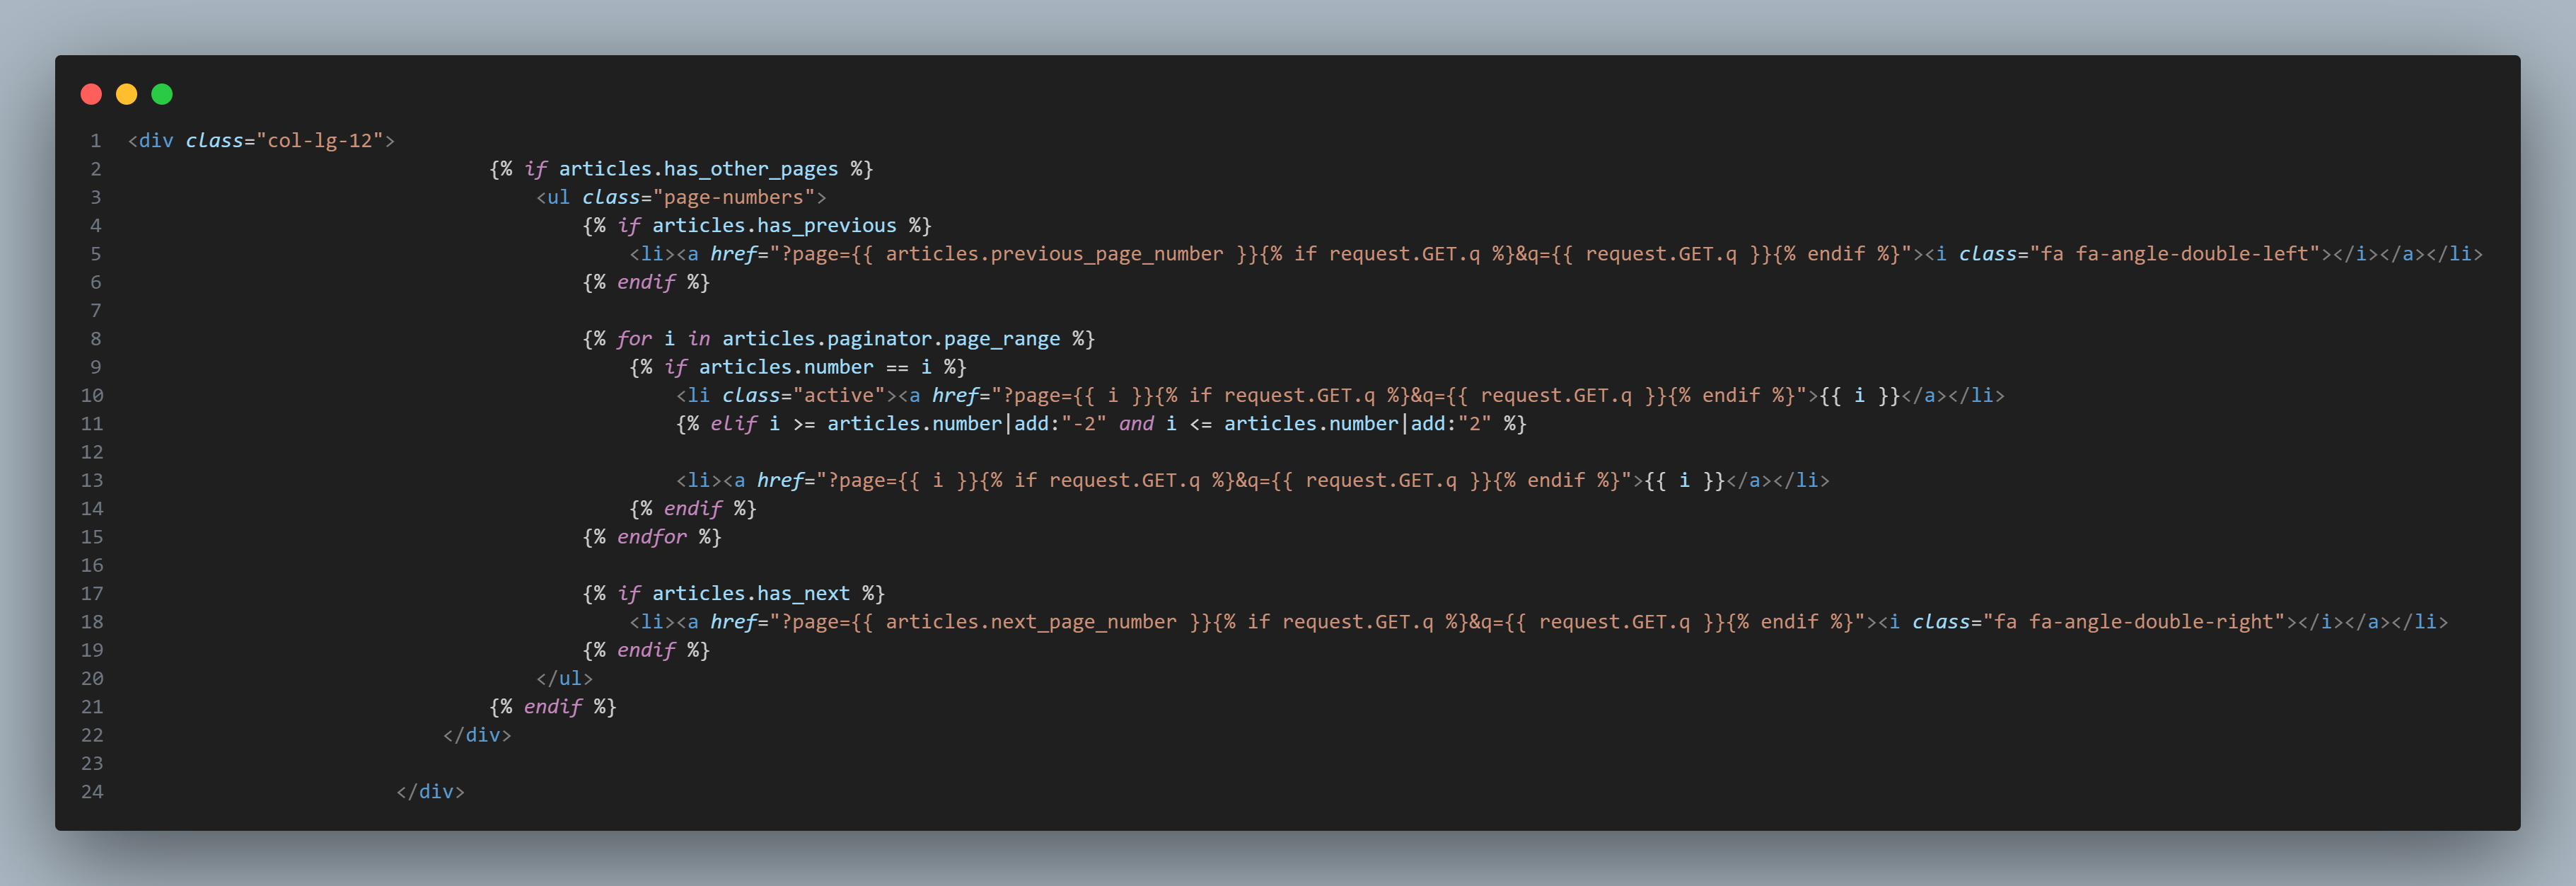 1 <div class="col-lg-12">
2 {% if articles.has_other_pages %}
3 <ul class="page-numbers">
4 {% if articles.has_previous %}
5 <li><a href="?page={{ articles.previous_page_number }}{% if request.GET.q %}&q={{ request.GET.q }}{% endif %}"><i class="fa fa-angle-double-left"></i></a></li>
6 {% endif %}
7
8 {% for i in articles.paginator.page_range %}
9 {% if articles.number == i %}
10 <li class="active"><a href="?page={{ i }}{% if request.GET.q %}&q={{ request.GET.q }}{% endif %}">{{ i }}</a></li>
11 {% elif i >= articles.number|add:"-2" and i <= articles.number|add:"2" %}
12
13 <li><a href="?page={{ i }}{% if request.GET.q %}&q={{ request.GET.q }}{% endif %}">{{ i }}</a></li>
14 {% endif %}
15 {% endfor %}
16
17 {% if articles.has_next %}
18 <li><a href="?page={{ articles.next_page_number }}{% if request.GET.q %}&q={{ request.GET.q }}{% endif %}"><i class="fa fa-angle-double-right"></i></a></li>
19 {% endif %}
20 </ul>
21 {% endif %}
22 </div>
23
24 </div>